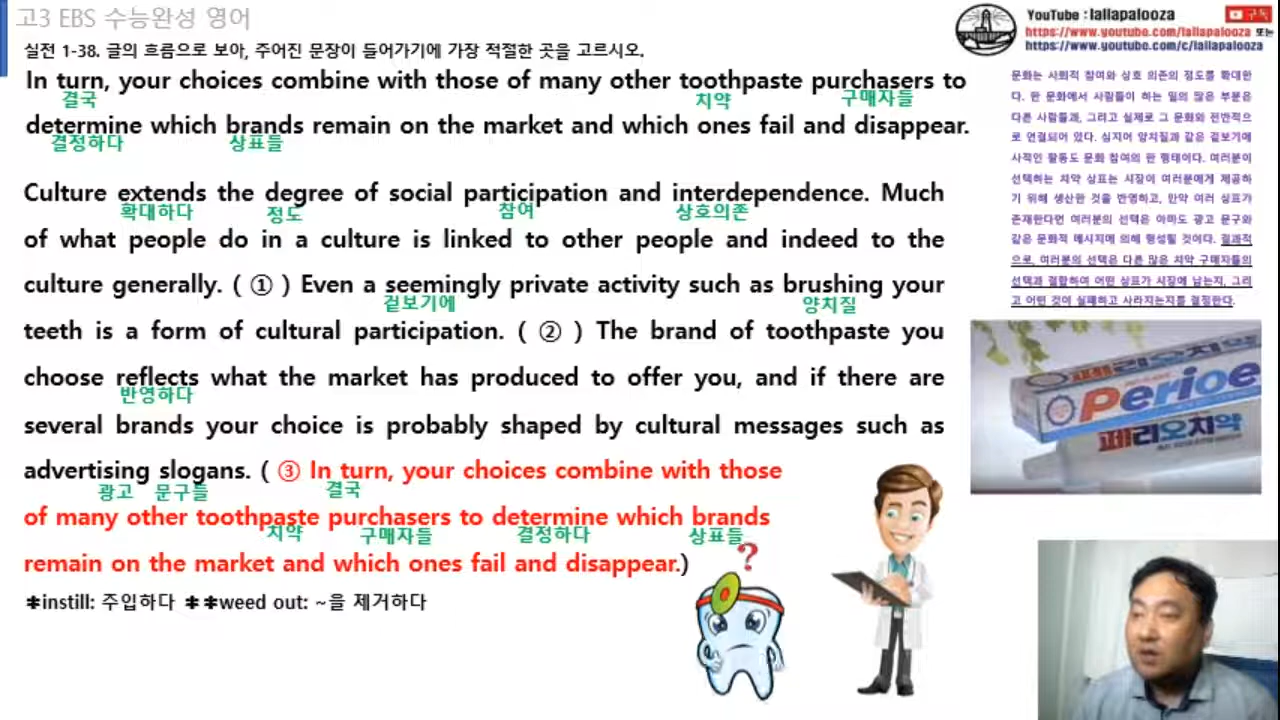 고3 EBS 수능완성 영어
실전 1-38. 글의 흐름으로 보아, 주어진 문장이 들어가기에 가장 적절한 곳을 고르시오.
In turn, your choices combine with those of many other toothpaste purchasers to
결국 치약 구매자들
determine which brands remain on the market and which ones fail and disappear.
결정하다 상표들
Culture extends the degree of social participation and interdependence. Much
확대하다 정도 참여 상호의존
of what people do in a culture is linked to other people and indeed to the
culture generally. ( ① ) Even a seemingly private activity such as brushing your
겉보기에 양치질
teeth is a form of cultural participation. ( ② ) The brand of toothpaste you
choose reflects what the market has produced to offer you, and if there are
반영하다
several brands your choice is probably shaped by cultural messages such as
advertising slogans. ( ③ In turn, your choices combine with those
광고 문구들 결국
of many other toothpaste purchasers to determine which brands
치약 구매자들 결정하다 상표들
remain on the market and which ones fail and disappear.)
?
*instill: 주입하다 **weed out: ~을 제거하다
YouTube : lallapalooza 구독
https://www.youtube.com/lallapalooza 또는
https://www.youtube.com/c/lallapalooza
문화는 사회적 참여와 상호 의존의 정도를 확대한
다. 한 문화에서 사람들이 하는 일의 많은 부분은
다른 사람들과, 그리고 실제로 그 문화와 전반적으
로 연결되어 있다. 심지어 양치질과 같은 겉보기에
사적인 활동도 문화 참여의 한 형태이다. 여러분이
선택하는 치약 상표는 시장이 여러분에게 제공하
기 위해 생산한 것을 반영하고, 만약 여러 상표가
존재한다면 여러분의 선택은 아마도 광고 문구와
같은 문화적 메시지에 의해 형성될 것이다. 결과적
으로, 여러분의 선택은 다른 많은 치약 구매자들의
선택과 결합하여 어떤 상표가 시장에 남는지, 그리
고 어떤 것이 실패하고 사라지는지를 결정한다.
페리오치약
Perioe
페리오치약